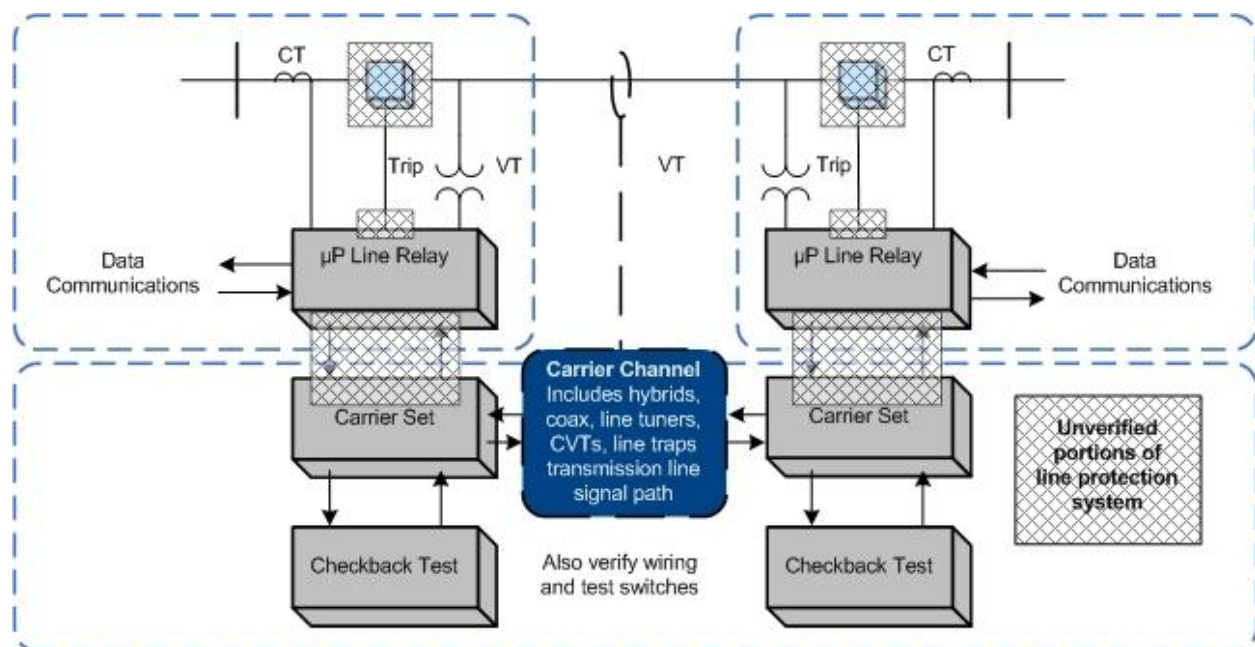 CT
CT
Trip
VT
VT
Trip
µP Line Relay
µP Line Relay
Data
Communications
Data
Communications
Carrier Channel
Includes hybrids,
coax, line tuners,
CVTs, line traps
transmission line
signal path
Carrier Set
Carrier Set
Unverified
portions of
line protection
system
Checkback Test
Also verify wiring
and test switches
Checkback Test